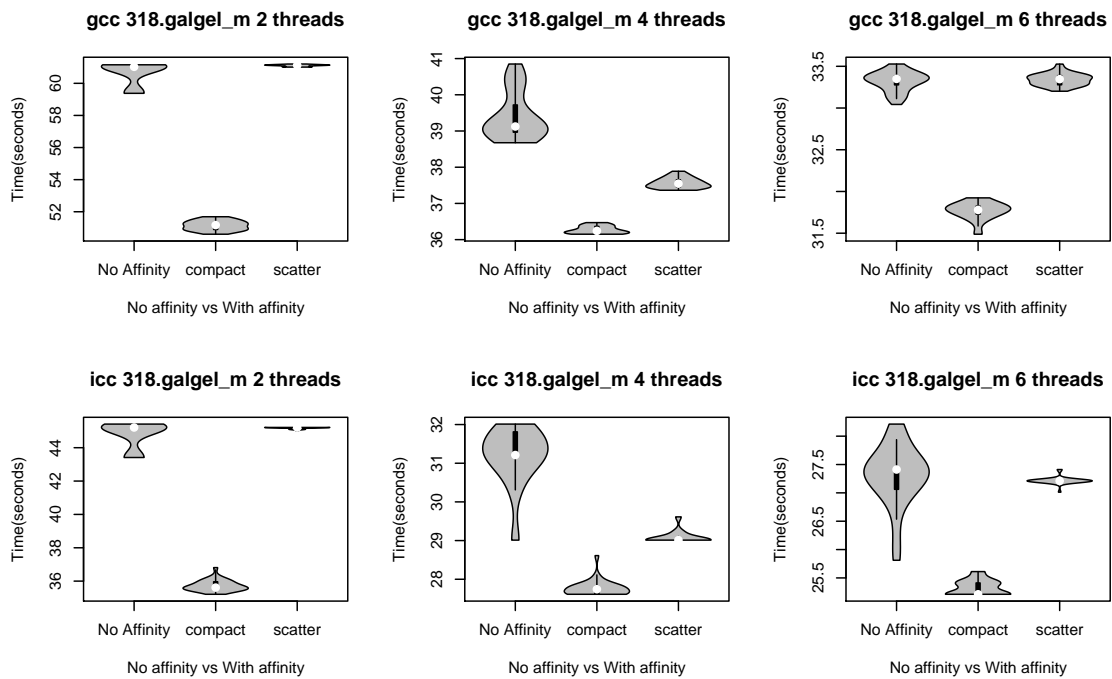 gcc 318.galgel_m 2 threads
Time(seconds)
60
58
56
54
52
No Affinity compact scatter
No affinity vs With affinity
gcc 318.galgel_m 4 threads
Time(seconds)
41
40
39
38
37
36
No Affinity compact scatter
No affinity vs With affinity
gcc 318.galgel_m 6 threads
Time(seconds)
33.5
32.5
31.5
No Affinity compact scatter
No affinity vs With affinity
icc 318.galgel_m 2 threads
Time(seconds)
44
42
40
38
36
No Affinity compact scatter
No affinity vs With affinity
icc 318.galgel_m 4 threads
Time(seconds)
32
31
30
29
28
No Affinity compact scatter
No affinity vs With affinity
icc 318.galgel_m 6 threads
Time(seconds)
27.5
26.5
25.5
No Affinity compact scatter
No affinity vs With affinity